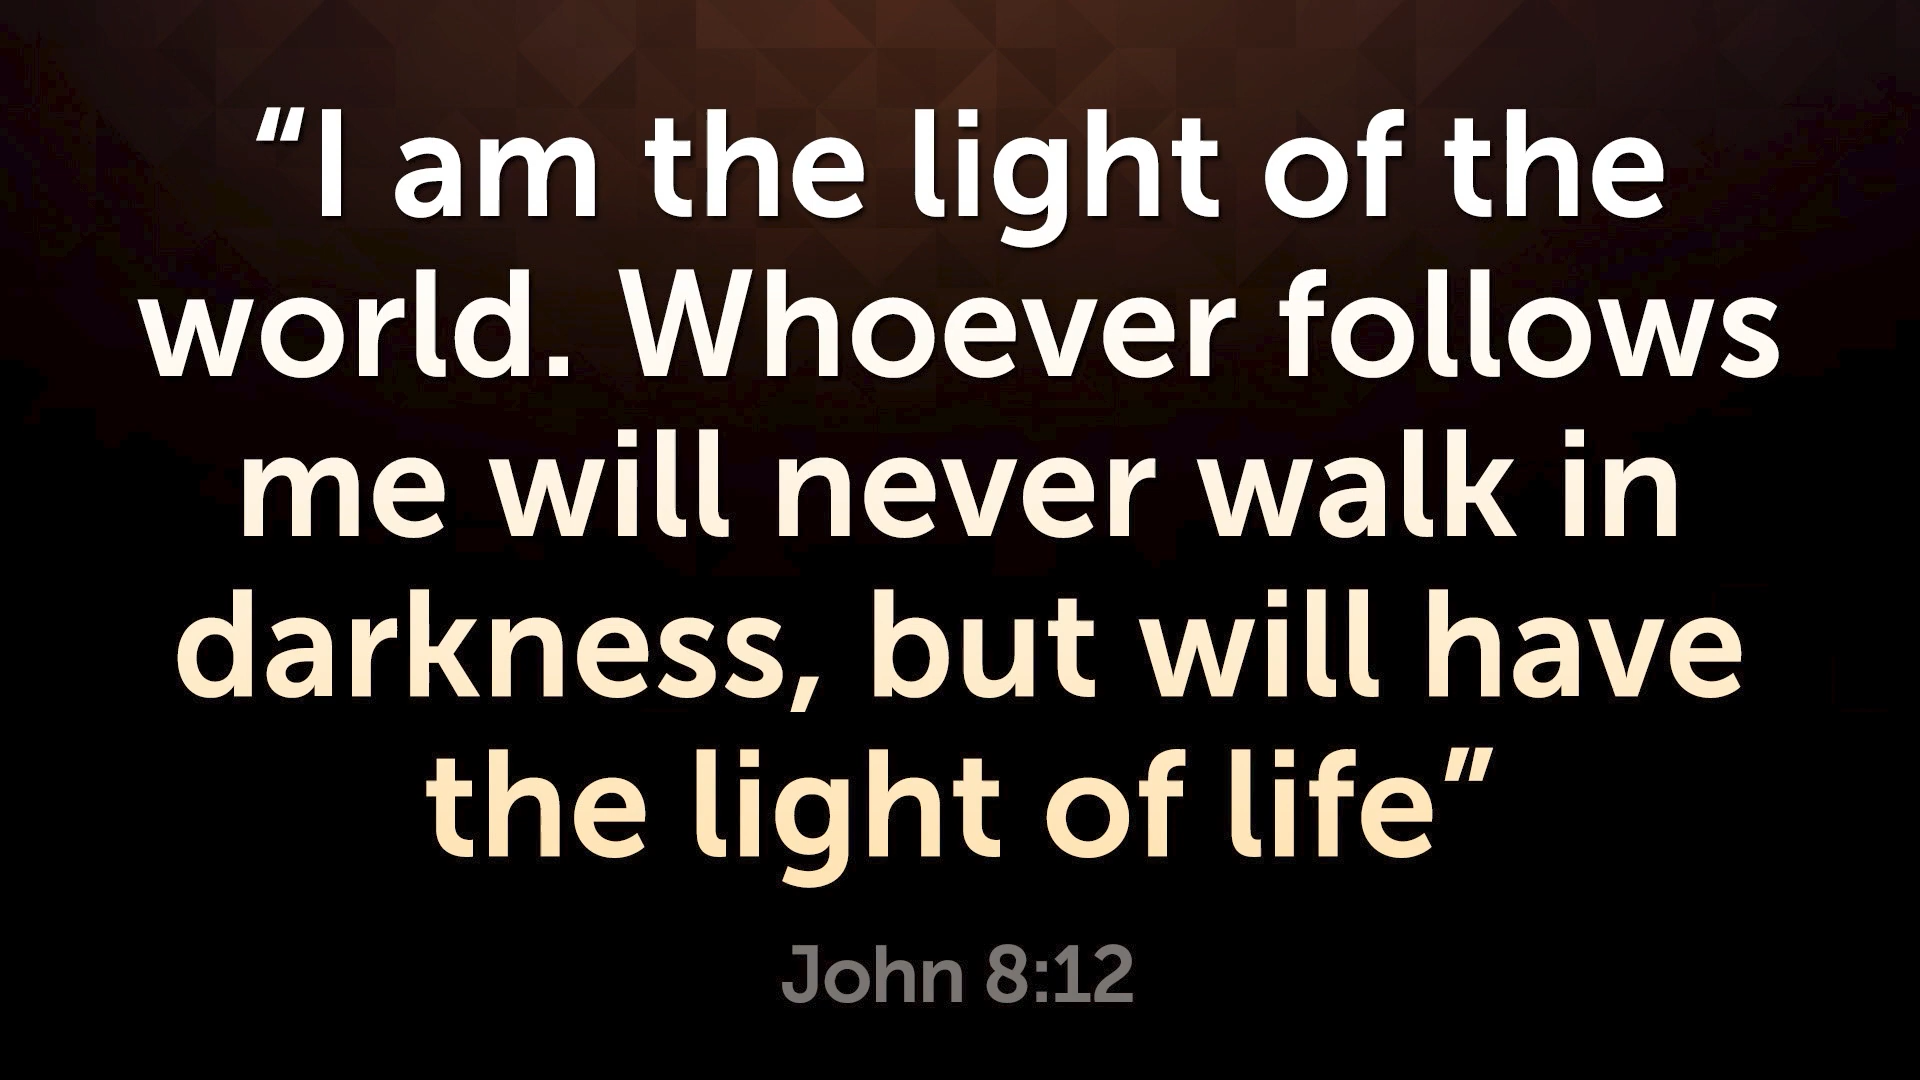 “I am the light of the
world. Whoever follows
me will never walk in
darkness, but will have
the light of life”
John 8:12